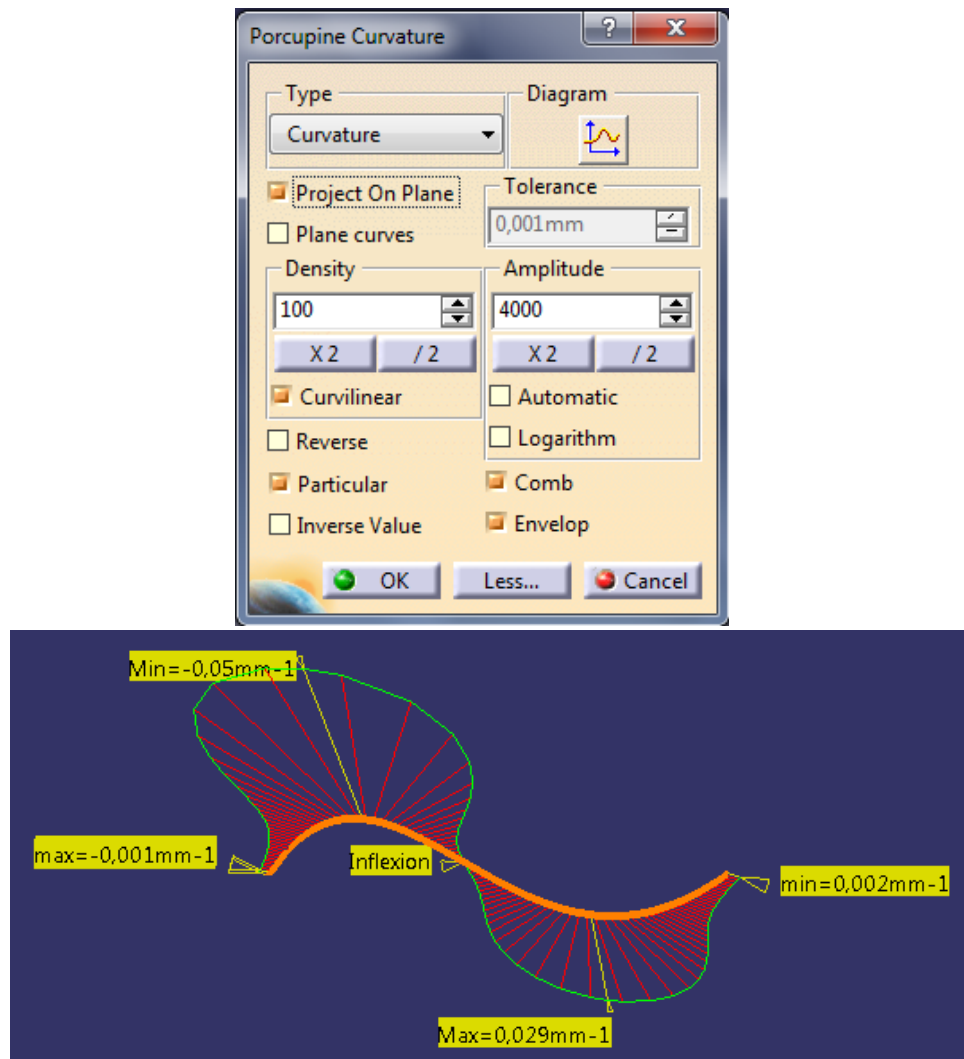 Porcupine Curvature ? X
Type Diagram
Curvature
Project On Plane Tolerance
0,001mm
Plane curves
Density Amplitude
100 4000
X 2 / 2 X 2 / 2
Curvilinear Automatic
Reverse Logarithm
Particular Comb
Inverse Value Envelop
OK Less... Cancel
Min=-0,05mm-1
max=-0,001mm-1 Inflexion
min=0,002mm-1
Max=0,029mm-1